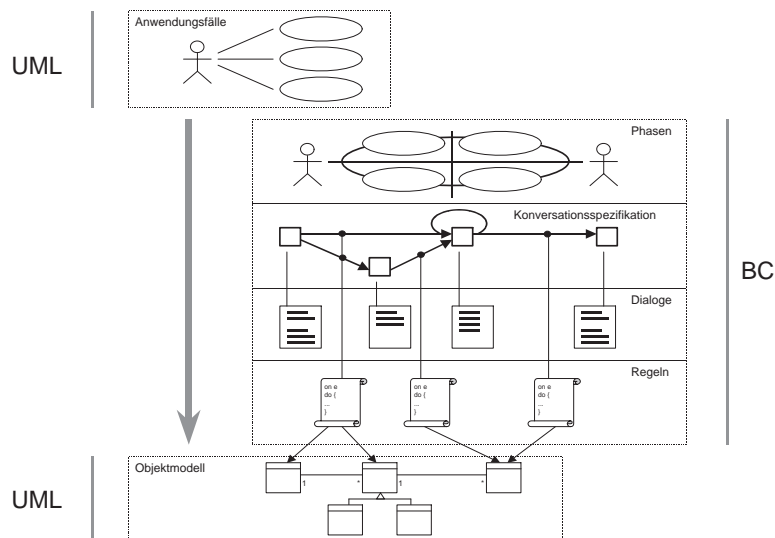 Anwendungsfälle
UML
Phasen
Konversationsspezifikation
BC
Dialoge
Regeln
on e
do {
...
}
on e
do {
...
}
on e
do {
...
}
Objektmodell
1
*
1
*
UML